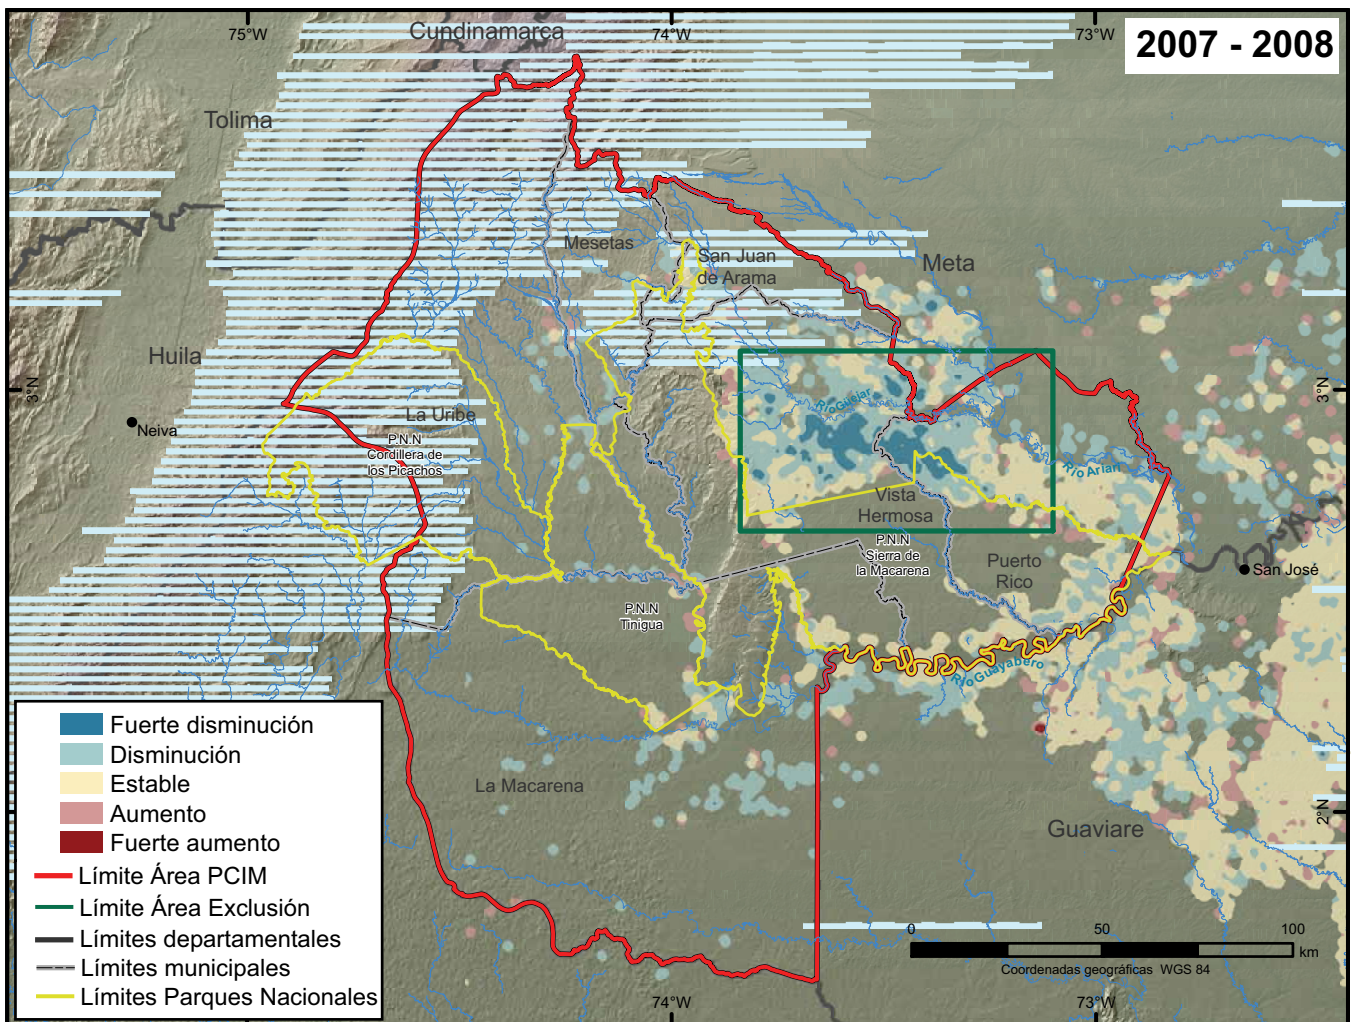 2007 - 2008
75°W
74°W
73°W
Cundinamarca
Tolima
Mesetas
San Juan
de Arama
Meta
Huila
3°N
3°N
Neiva
La Uribe
P.N.N
Cordillera de
los Picachos
Río Güéjar
Río Ariari
Vista
Hermosa
P.N.N
Sierra de
la Macarena
Puerto
Rico
San José
P.N.N
Tinigua
Río Guayabero
La Macarena
Guaviare
2°N
Fuerte disminución
Disminución
Estable
Aumento
Fuerte aumento
Límite Área PCIM
Límite Área Exclusión
Límites departamentales
Límites municipales
Límites Parques Nacionales
0 50 100
km
Coordenadas geográficas WGS 84
74°W
73°W